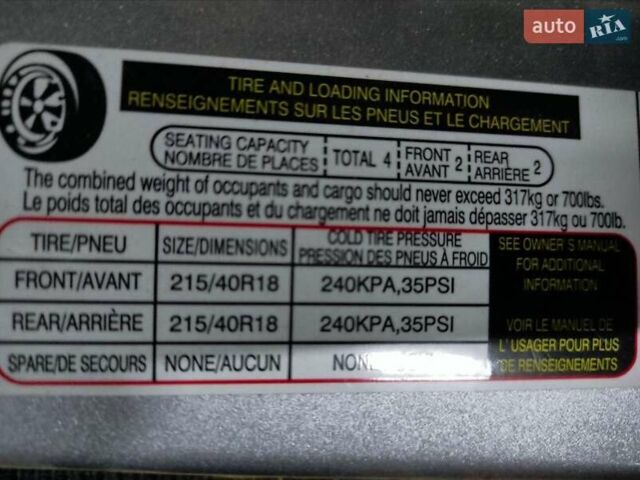 auto RIA.com
TIRE AND LOADING INFORMATION
RENSEIGNEMENTS SUR LES PNEUS ET LE CHARGEMENT
SEATING CAPACITY TOTAL 4 FRONT 2 REAR 2
NOMBRE DE PLACES AVANT ARRIÈRE
The combined weight of occupants and cargo should never exceed 317kg or 700lbs.
Le poids total des occupants et du chargement ne doit jamais dépasser 317kg ou 700lb.
TIRE/PNEU SIZE/DIMENSIONS COLD TIRE PRESSURE
PRESSION DES PNEUS À FROID
SEE OWNER'S MANUAL
FOR ADDITIONAL
INFORMATION
FRONT/AVANT 215/40R18 240KPA,35PSI
REAR/ARRIÈRE 215/40R18 240KPA,35PSI
VOIR LE MANUEL DE
L'USAGER POUR PLUS
DE RENSEIGNEMENTS
SPARE/DE SECOURS NONE/AUCUN